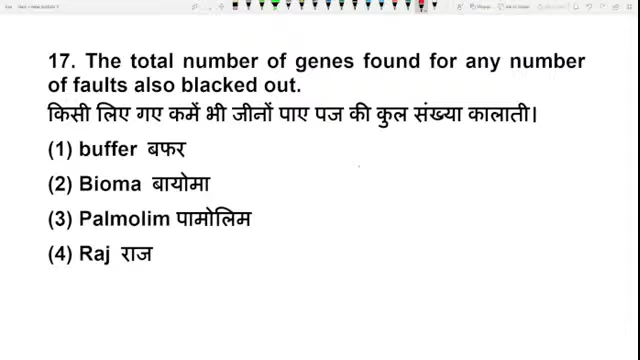 17. The total number of genes found for any number
of faults also blacked out.
किसी लिए गए कमें भी जीनों पाए पज की कुल संख्या कालाती।
(1) buffer बफर
(2) Bioma बायोमा
(3) Palmolim पामोलिम
(4) Raj राज